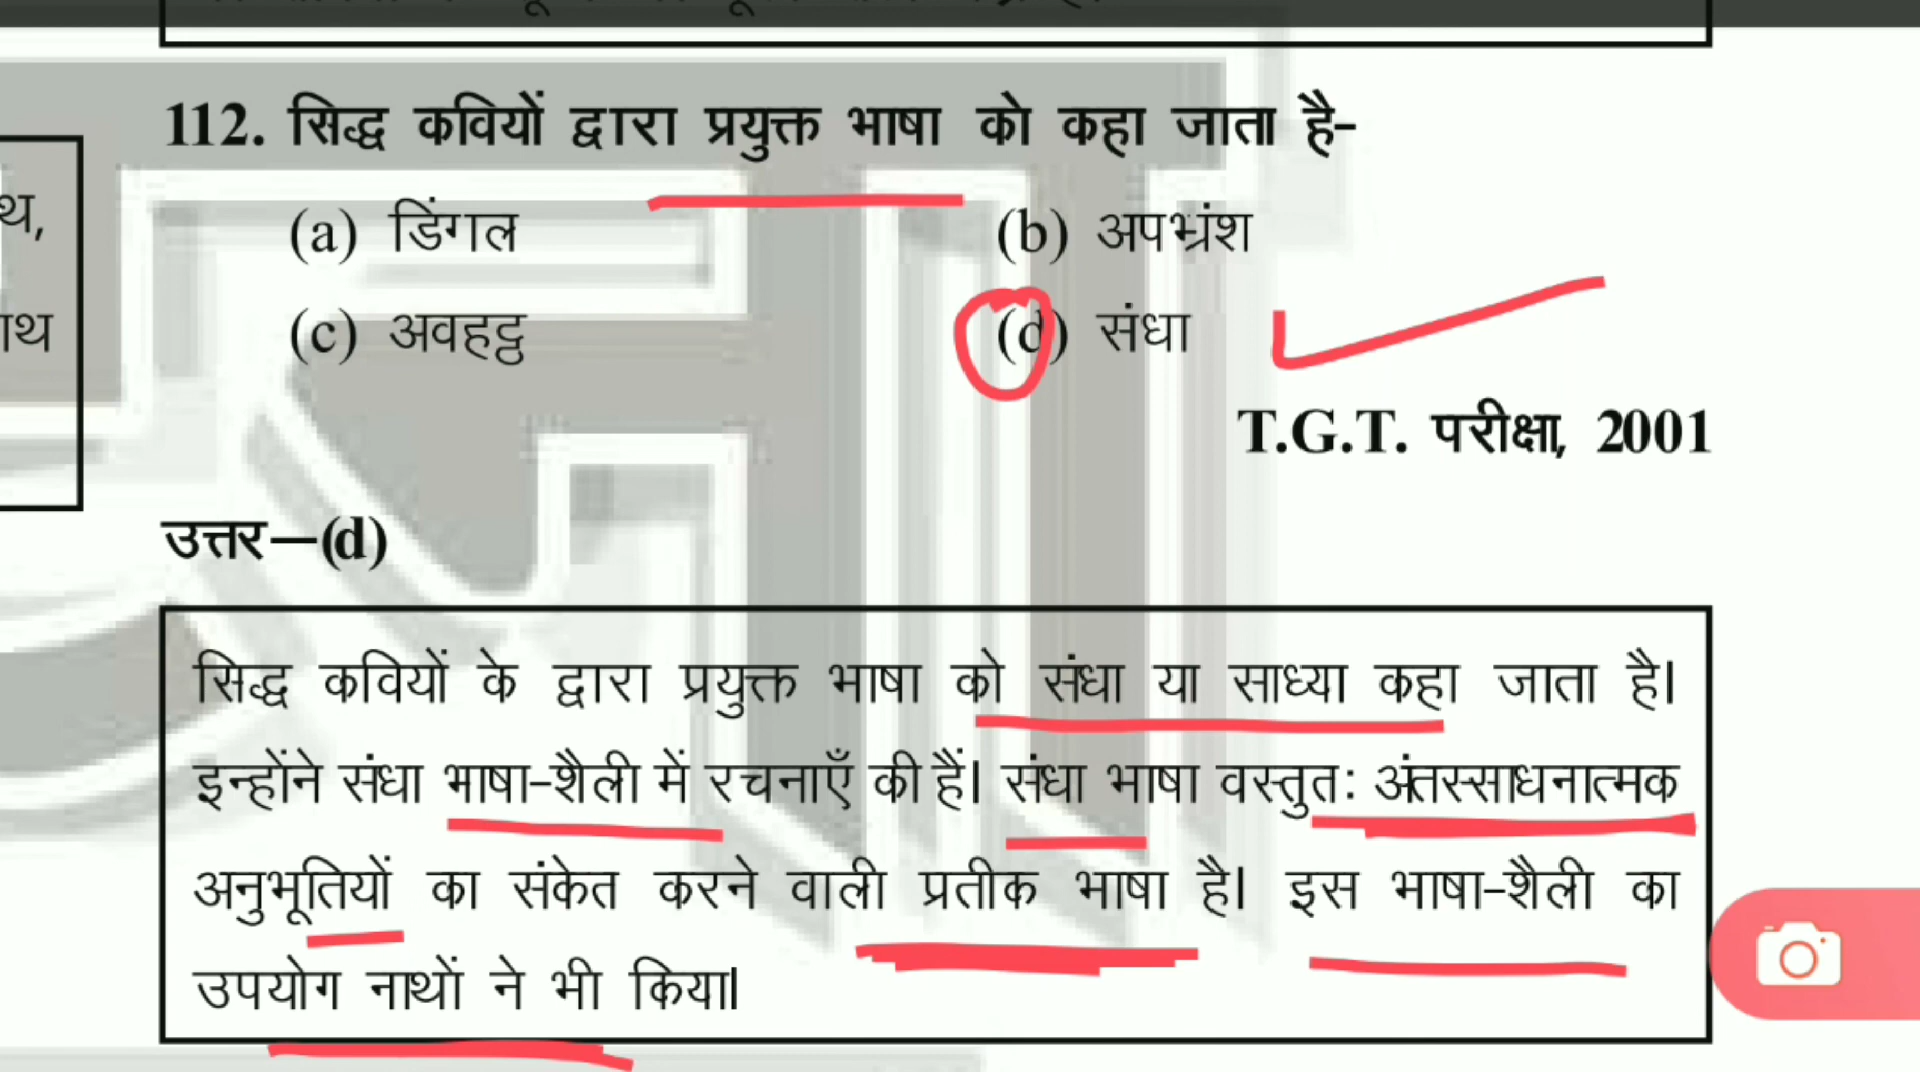 112. सिद्ध कवियों द्वारा प्रयुक्त भाषा को कहा जाता है-
थ,
(a) डिंगल (b) अपभ्रंश
ाथ
(c) अवहट्ठ (d) संधा
T.G.T. परीक्षा, 2001
उत्तर—(d)
सिद्ध कवियों के द्वारा प्रयुक्त भाषा को संधा या साध्या कहा जाता है।
इन्होंने संधा भाषा-शैली में रचनाएँ की हैं। संधा भाषा वस्तुतः अंतस्साधनात्मक
अनुभूतियों का संकेत करने वाली प्रतीक भाषा है। इस भाषा-शैली का
उपयोग नाथों ने भी किया।